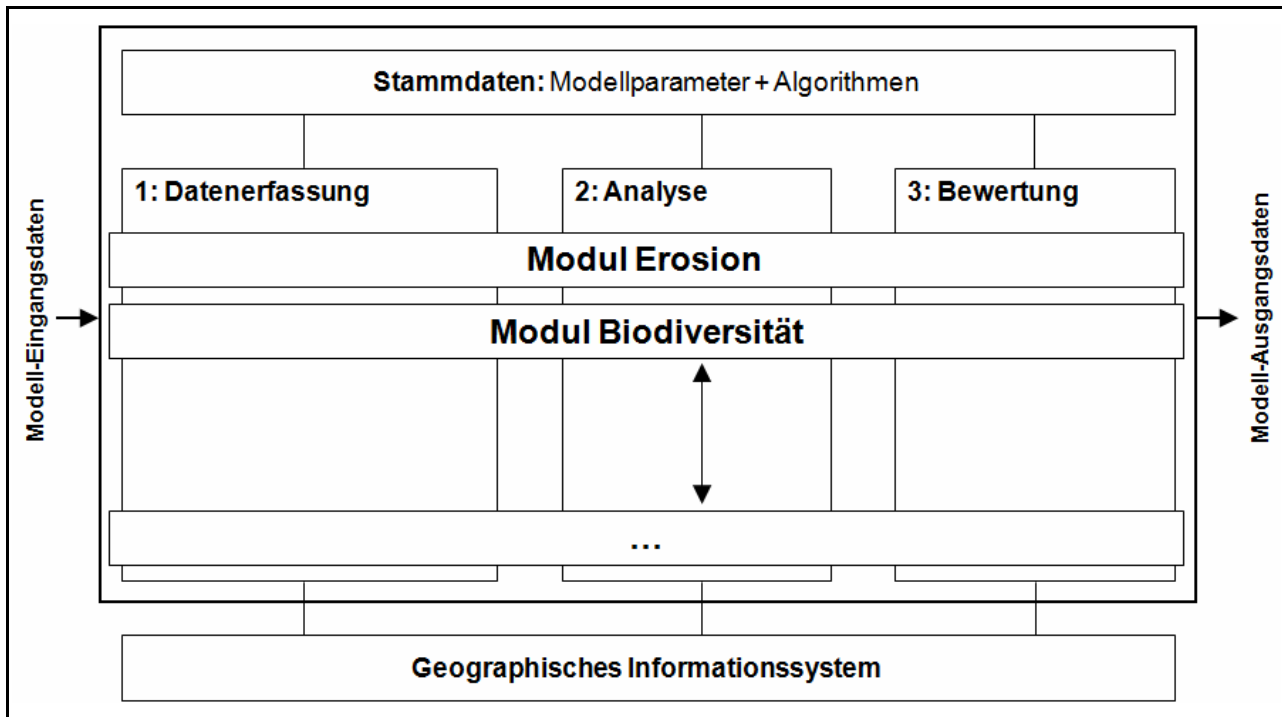 Stammdaten: Modellparameter + Algorithmen
1: Datenerfassung
2: Analyse
3: Bewertung
Modul Erosion
Modul Biodiversität
...
Geographisches Informationssystem
Modell-Eingangsdaten
Modell-Ausgangsdaten